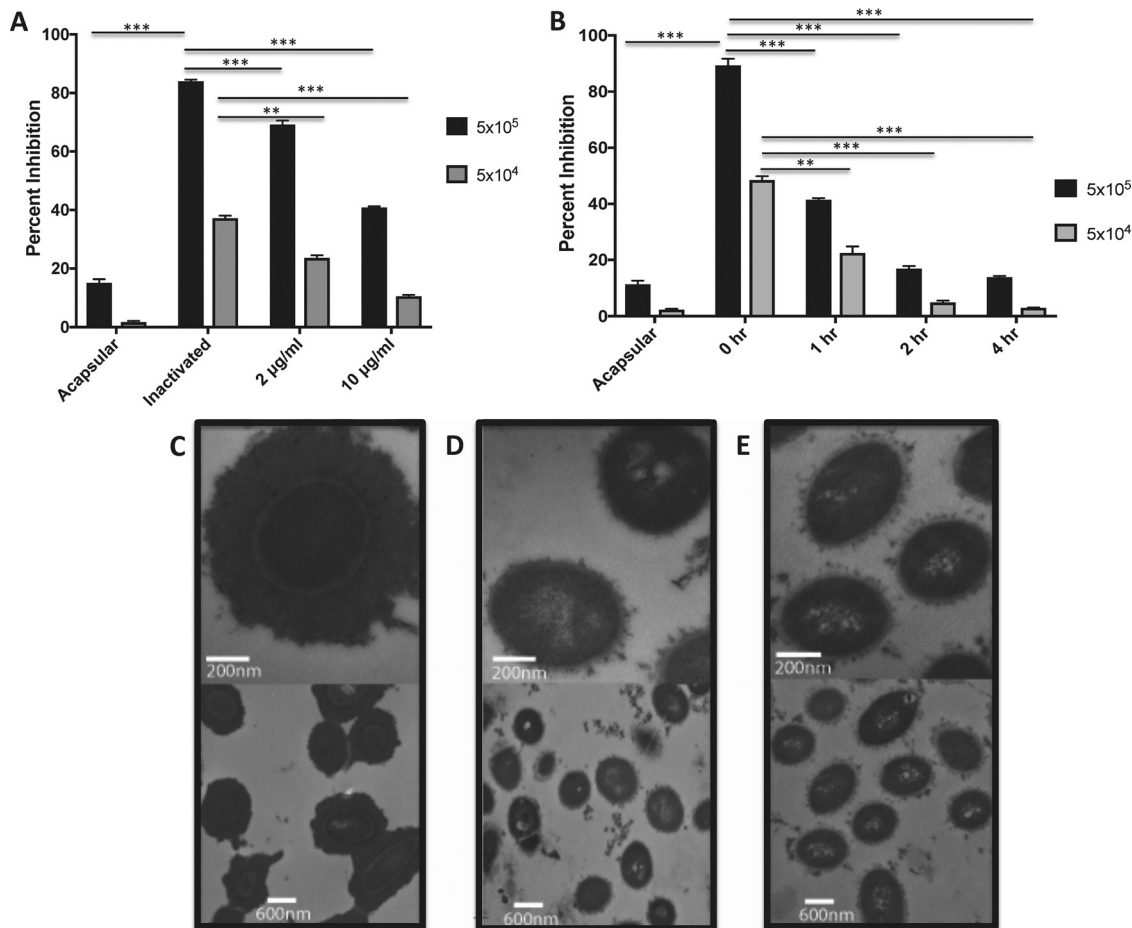 A
100
80
60
40
20
0
Percent Inhibition
***
***
***
***
**
5x10⁵
5x10⁴
Acapsular
Inactivated
2 µg/ml
10 µg/ml
B
100
80
60
40
20
0
Percent Inhibition
***
***
***
***
***
***
**
5x10⁵
5x10⁴
Acapsular
0 hr
1 hr
2 hr
4 hr
C
200nm
600nm
D
200nm
600nm
E
200nm
600nm